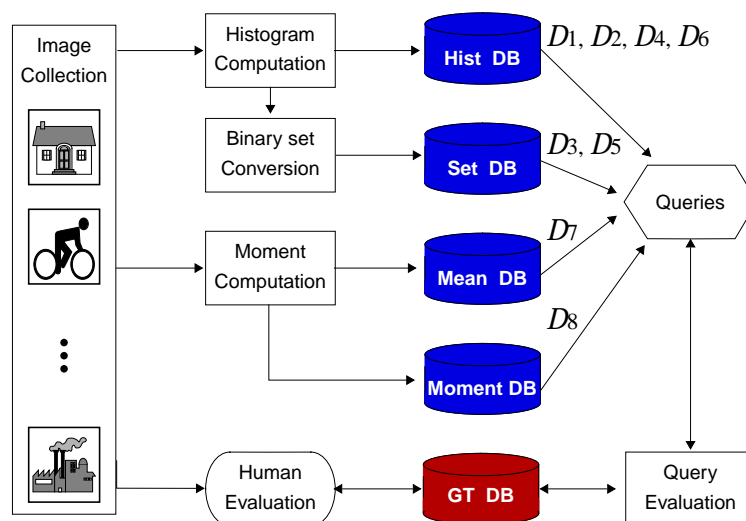 Image
Collection
Histogram
Computation
Hist DB
D1, D2, D4, D6
Binary set
Conversion
Set DB
D3, D5
Queries
Moment
Computation
Mean DB
D7
Moment DB
D8
Human
Evaluation
GT DB
Query
Evaluation